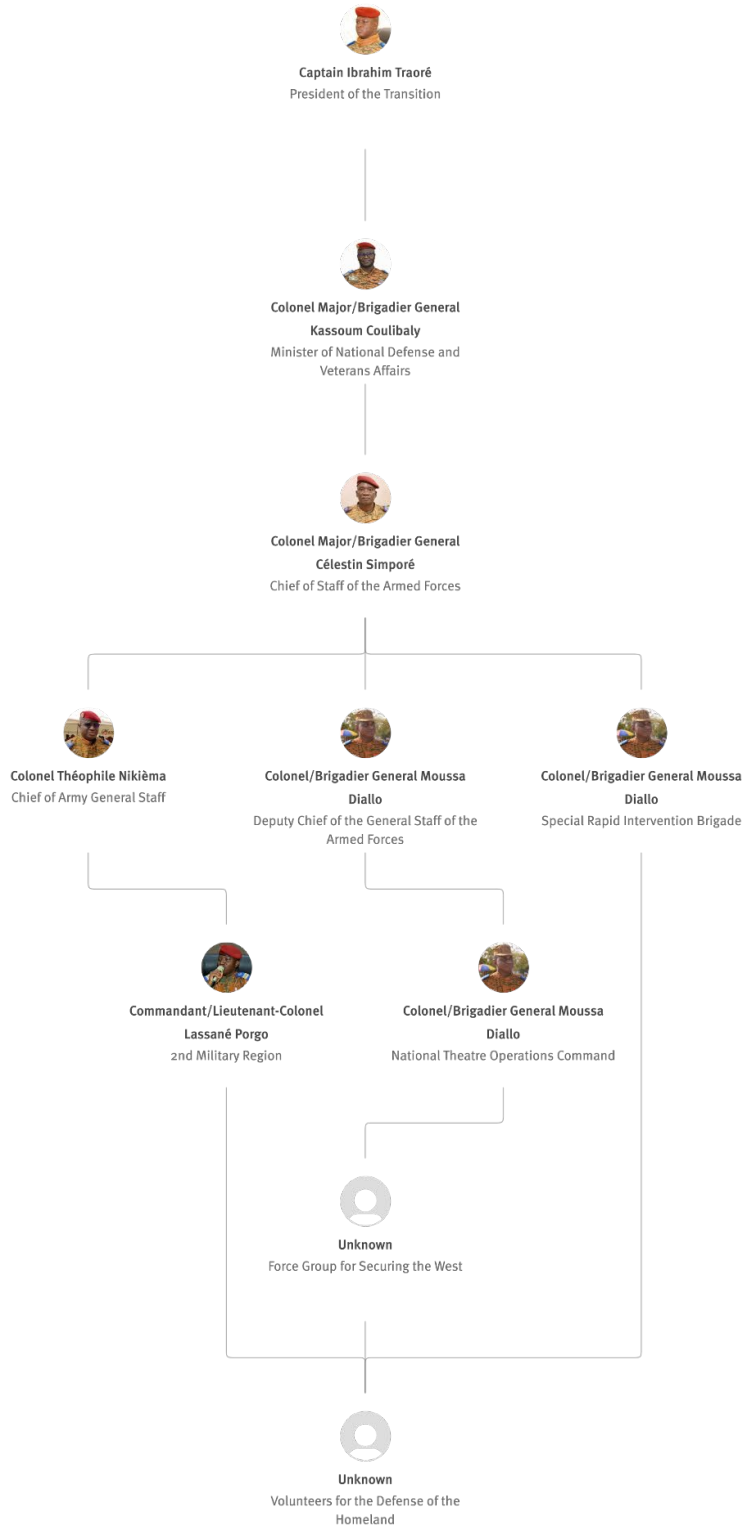 Captain Ibrahim Traoré
President of the Transition
Colonel Major/Brigadier General
Kassoum Coulibaly
Minister of National Defense and
Veterans Affairs
Colonel Major/Brigadier General
Célestin Simporé
Chief of Staff of the Armed Forces
Colonel Théophile Nikièma
Chief of Army General Staff
Colonel/Brigadier General Moussa
Diallo
Deputy Chief of the General Staff of the
Armed Forces
Colonel/Brigadier General Moussa
Diallo
Special Rapid Intervention Brigade
Commandant/Lieutenant-Colonel
Lassané Porgo
2nd Military Region
Colonel/Brigadier General Moussa
Diallo
National Theatre Operations Command
Unknown
Force Group for Securing the West
Unknown
Volunteers for the Defense of the
Homeland